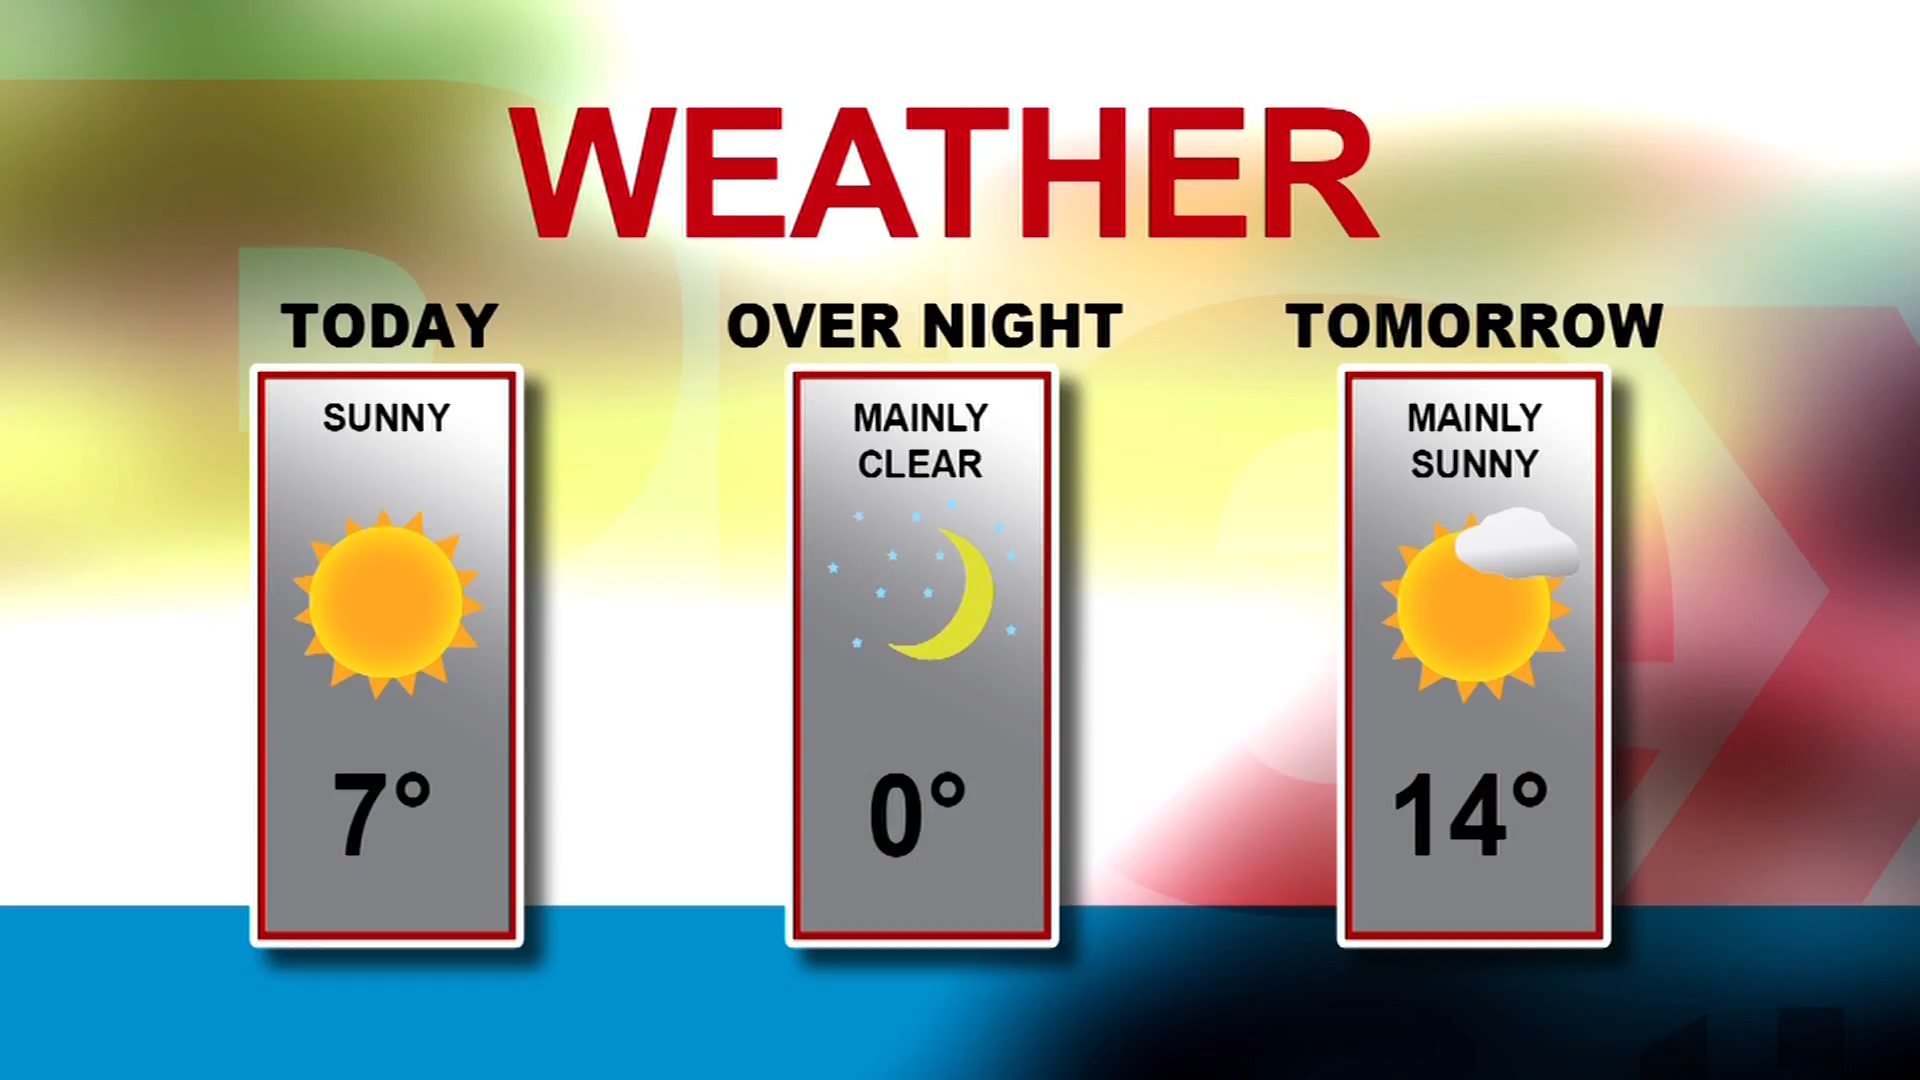 WEATHER
TODAY
SUNNY
7°
OVER NIGHT
MAINLY
CLEAR
0°
TOMORROW
MAINLY
SUNNY
14°